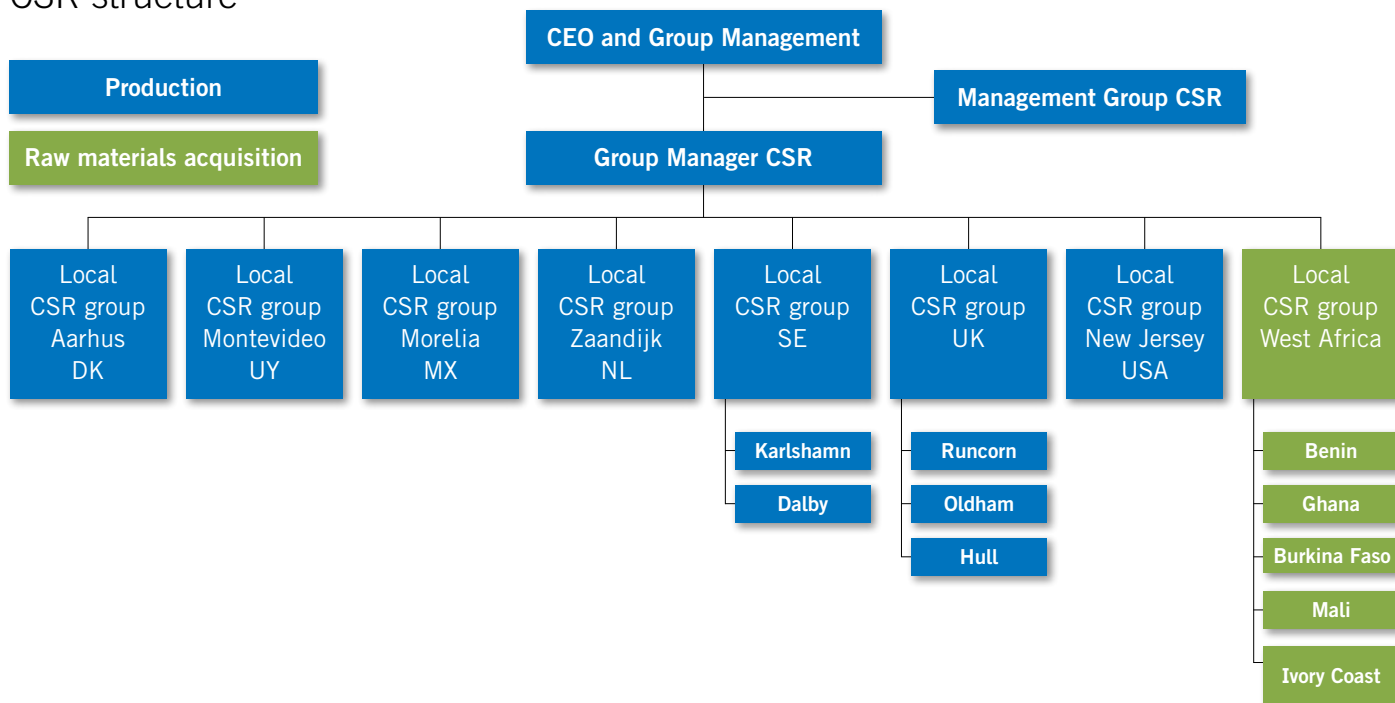 CSR structure
CEO and Group Management
Production
Management Group CSR
Raw materials acquisition
Group Manager CSR
Local
CSR group
Aarhus
DK
Local
CSR group
Montevideo
UY
Local
CSR group
Morelia
MX
Local
CSR group
Zaandijk
NL
Local
CSR group
SE
Local
CSR group
UK
Local
CSR group
New Jersey
USA
Local
CSR group
West Africa
Karlshamn
Dalby
Runcorn
Oldham
Hull
Benin
Ghana
Burkina Faso
Mali
Ivory Coast